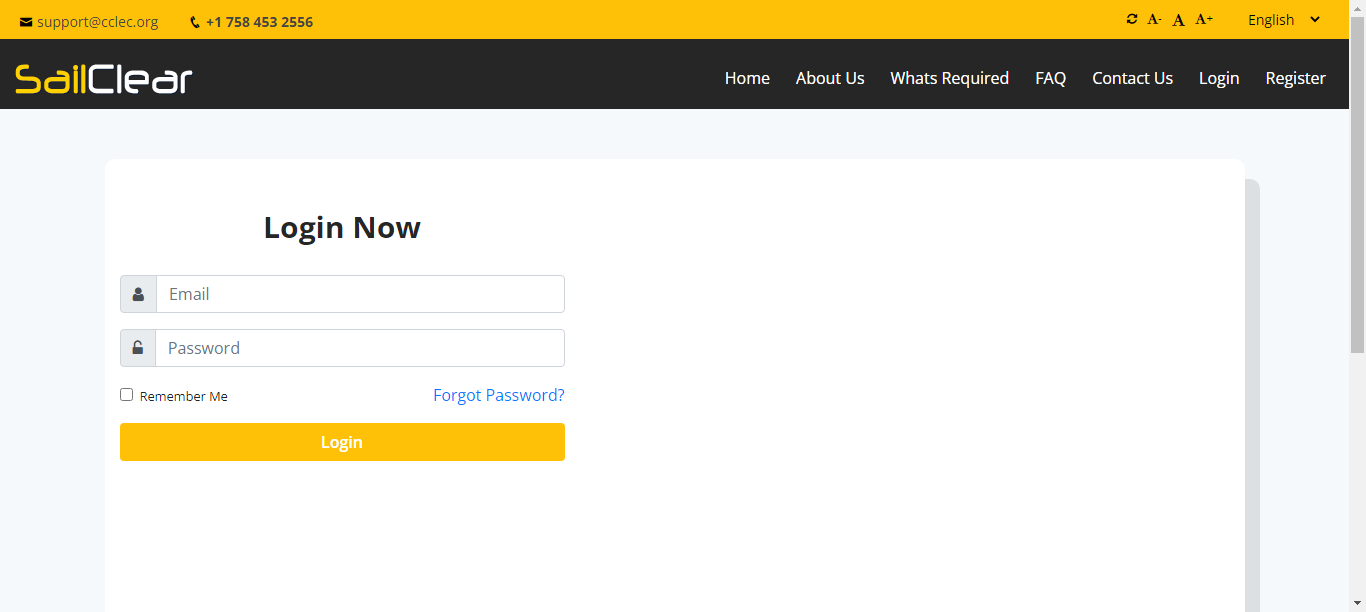 support@cclec.org +1 758 453 2556 A- A A+ English
SailClear Home About Us Whats Required FAQ Contact Us Login Register
Login Now
Email
Password
Remember Me Forgot Password?
Login